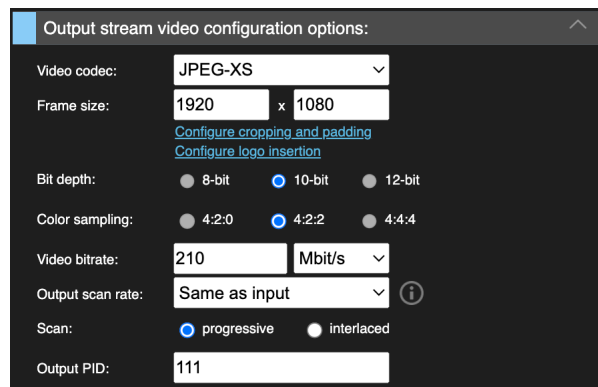 Output stream video configuration options:
Video codec: JPEG-XS
Frame size: 1920 x 1080
Configure cropping and padding
Configure logo insertion
Bit depth: 8-bit 10-bit 12-bit
Color sampling: 4:2:0 4:2:2 4:4:4
Video bitrate: 210 Mbit/s
Output scan rate: Same as input
Scan: progressive interlaced
Output PID: 111